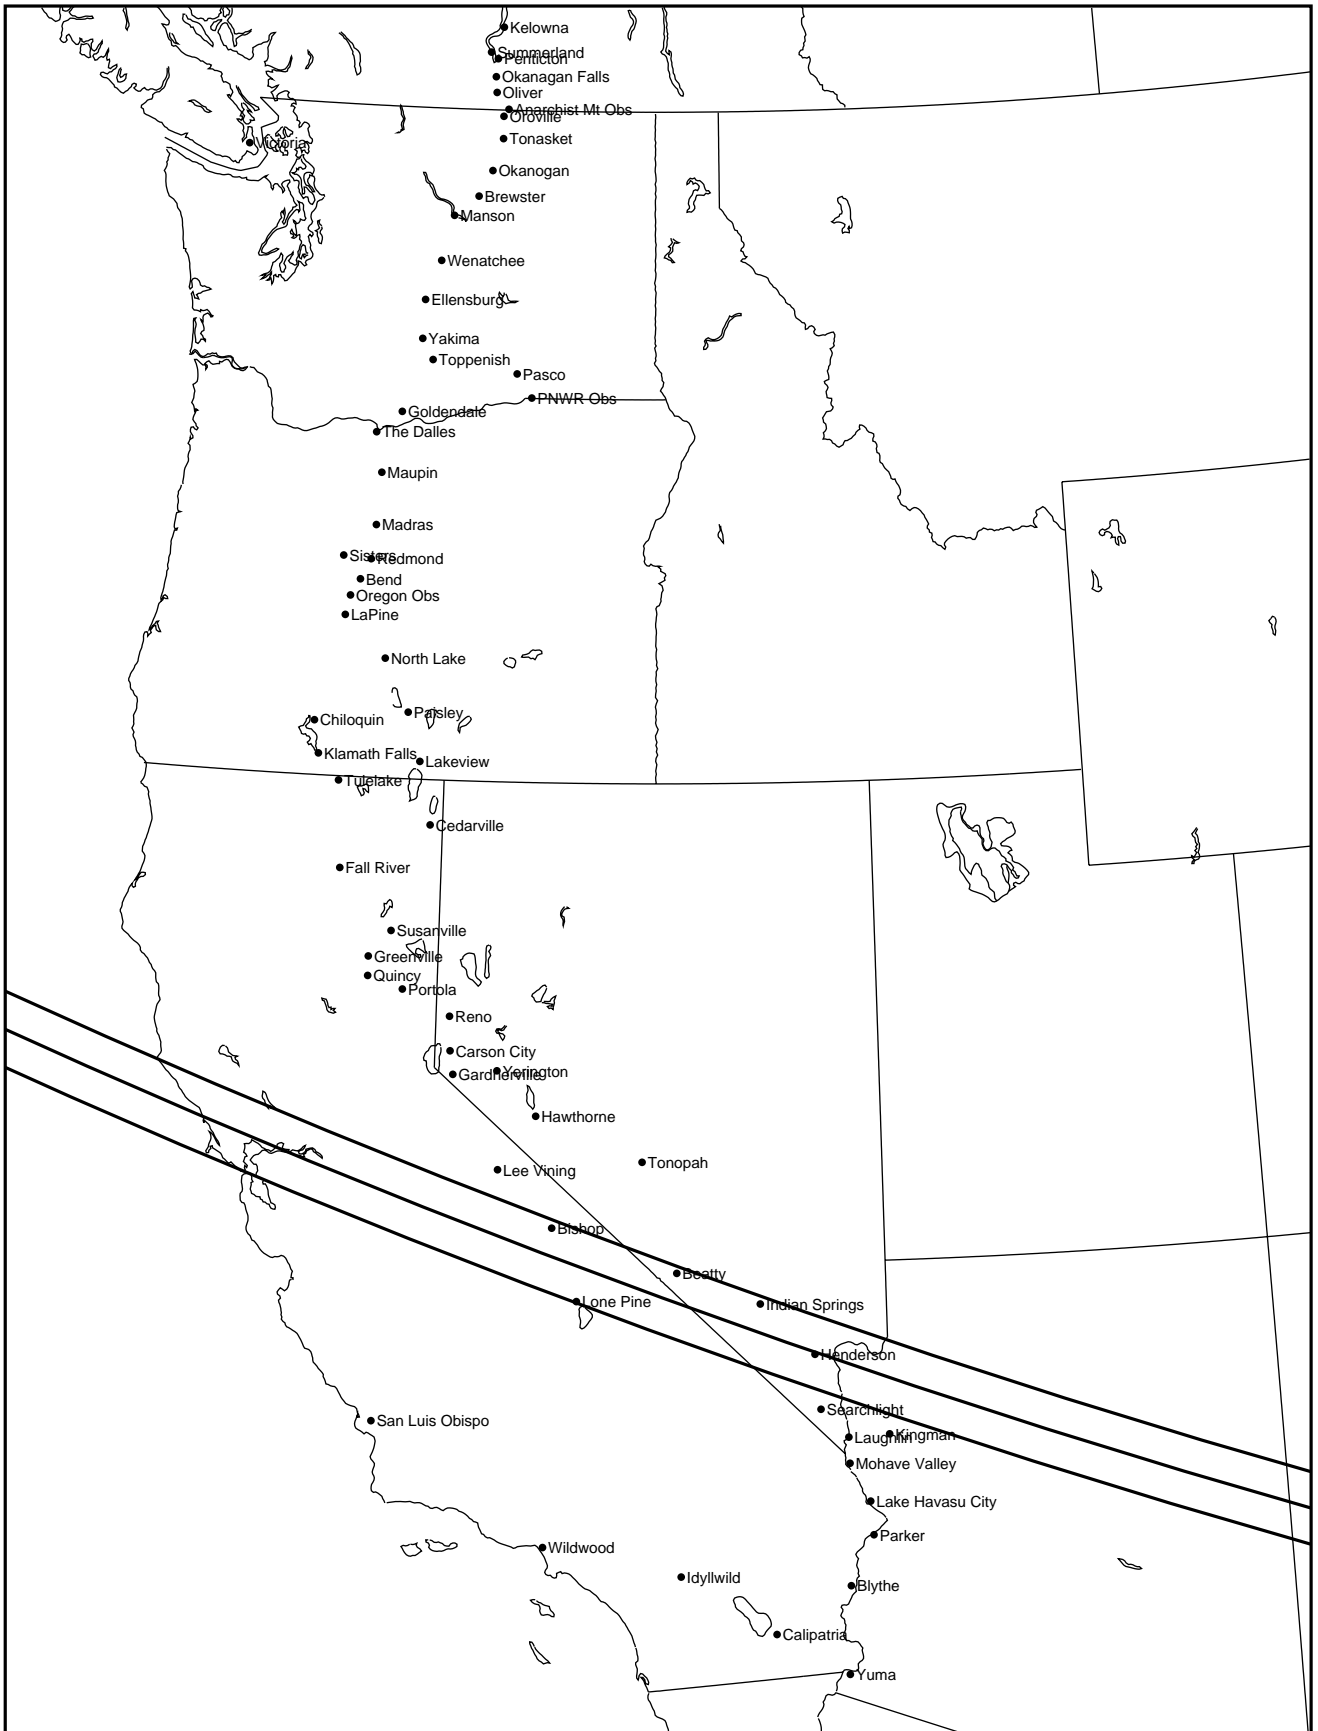 Kelowna
Summerland
Penticton
Okanagan Falls
Oliver
Anarchist Mt Obs
Oroville
Victoria
Tonasket
Okanogan
Brewster
Manson
Wenatchee
Ellensburg
Yakima
Toppenish
Pasco
PNWR Obs
Goldendale
The Dalles
Maupin
Madras
Sisters
Redmond
Bend
Oregon Obs
LaPine
North Lake
Paisley
Chiloquin
Klamath Falls
Lakeview
Tulelake
Cedarville
Fall River
Susanville
Greenville
Quincy
Portola
Reno
Carson City
Yerington
Gardnerville
Hawthorne
Tonopah
Lee Vining
Bishop
Beatty
Lone Pine
Indian Springs
Henderson
Searchlight
San Luis Obispo
Kingman
Laughlin
Mohave Valley
Lake Havasu City
Parker
Wildwood
Idyllwild
Blythe
Calipatria
Yuma